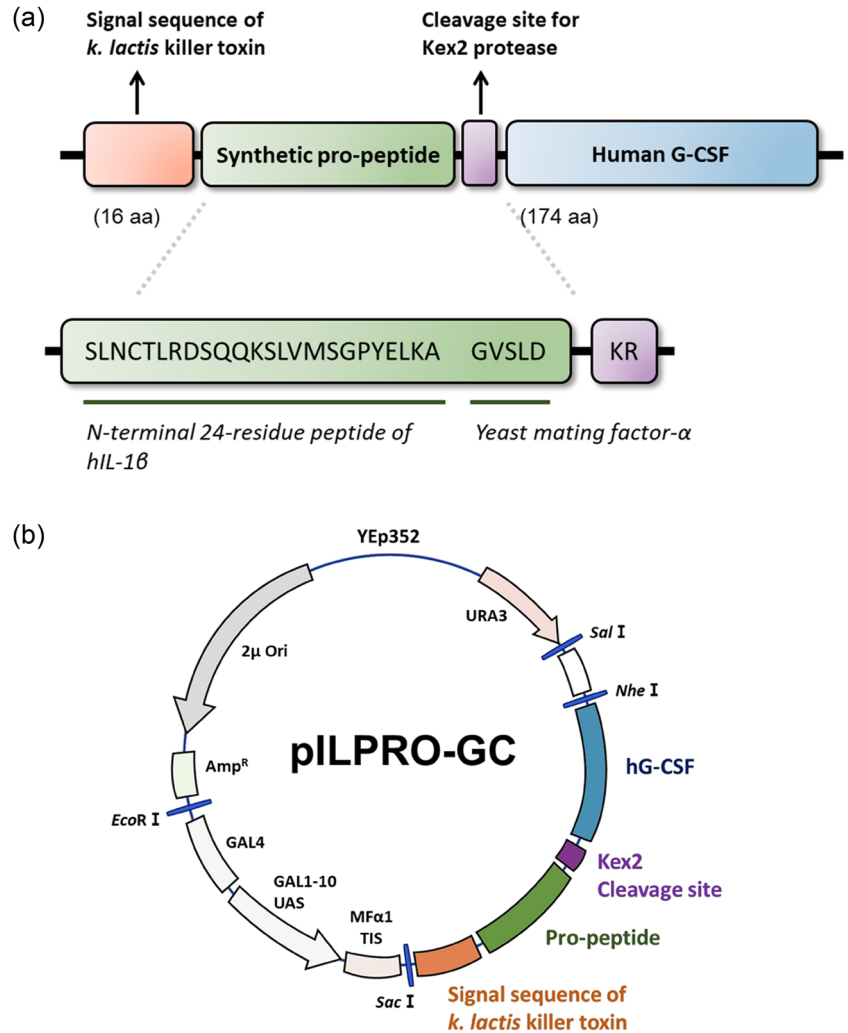 (a)
Signal sequence of
k. lactis killer toxin
Cleavage site for
Kex2 protease
Synthetic pro-peptide
Human G-CSF
(16 aa)
(174 aa)
SLNCTLRDSQQKSLVMSGPYELKA GVSLD
KR
N-terminal 24-residue peptide of
hIL-1β
Yeast mating factor-α
(b)
YEp352
URA3
Sal I
2μ Ori
Nhe I
pILPRO-GC
AmpR
hG-CSF
EcoR I
GAL4
Kex2
Cleavage site
GAL1-10
UAS
MFα1
TIS
Pro-peptide
Sac I
Signal sequence of
k. lactis killer toxin